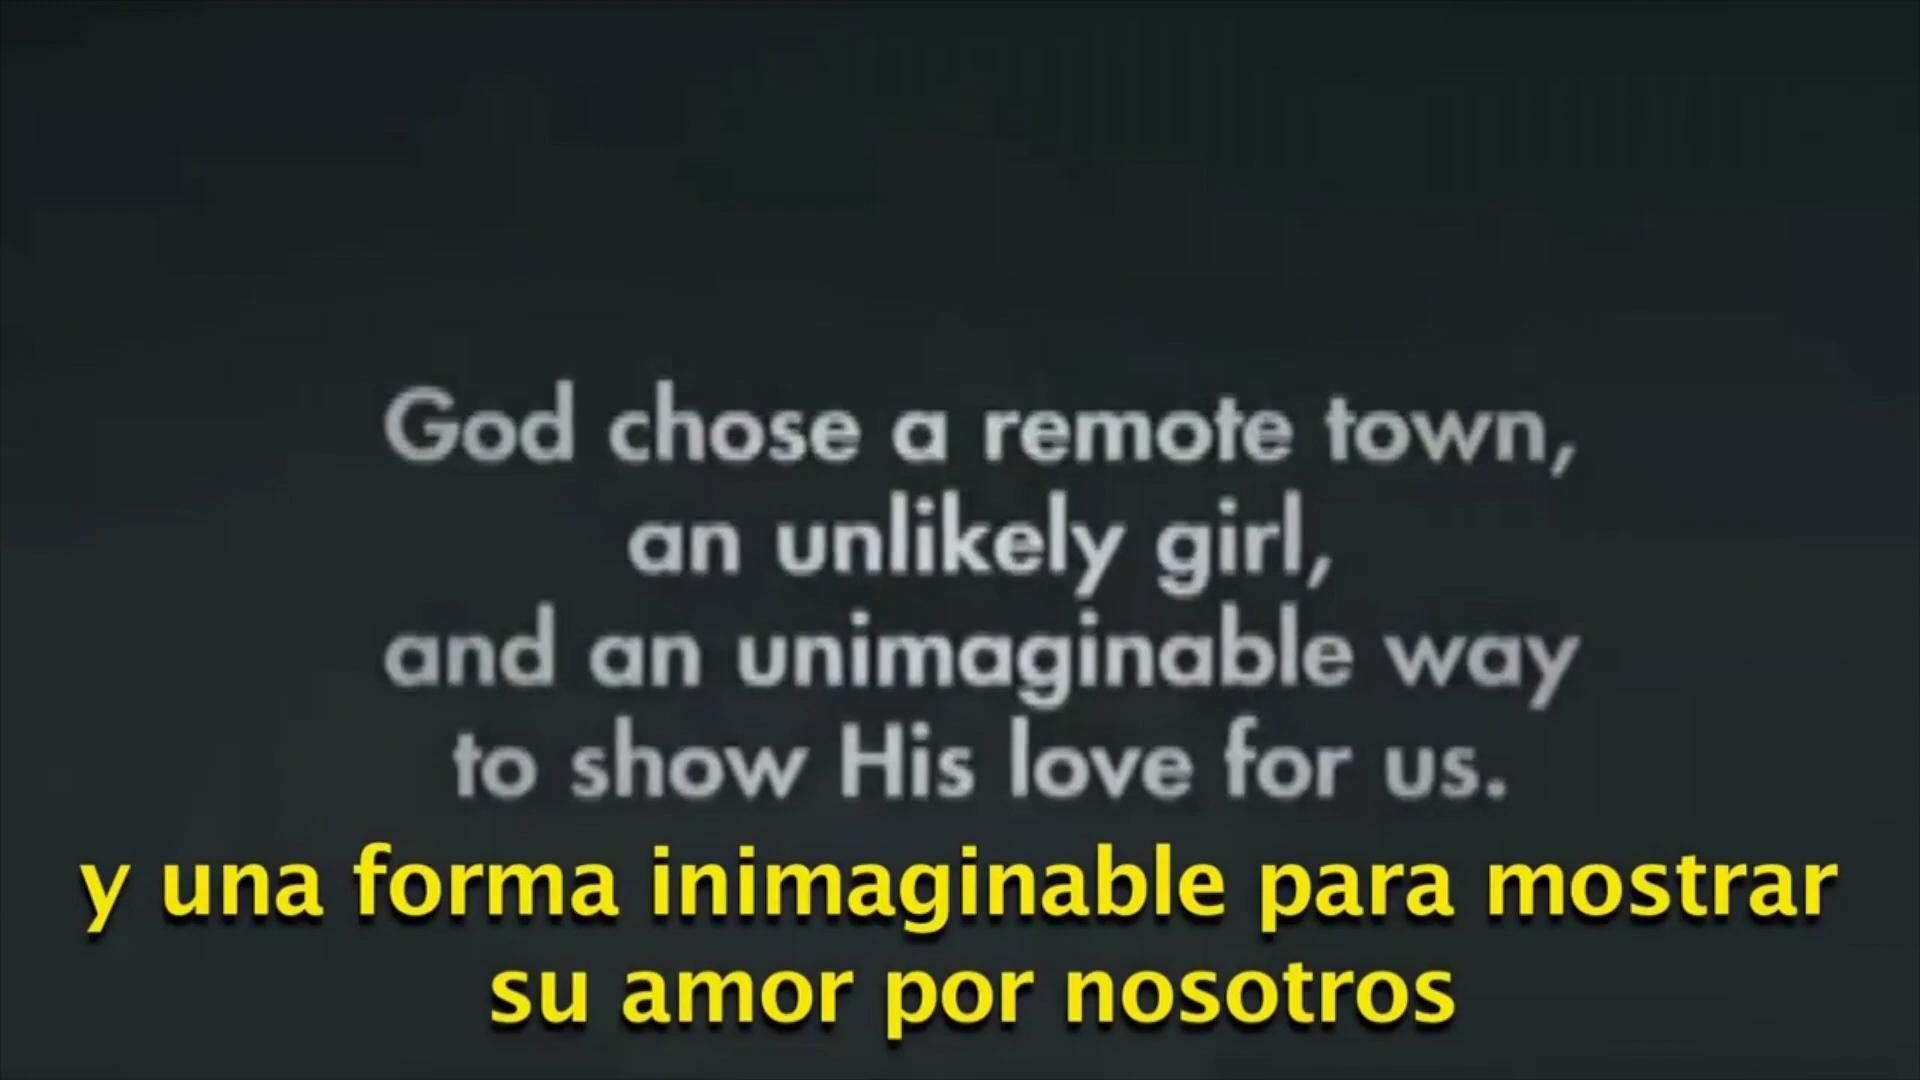 God chose a remote town,
an unlikely girl,
and an unimaginable way
to show His love for us.
y una forma inimaginable para mostrar
su amor por nosotros